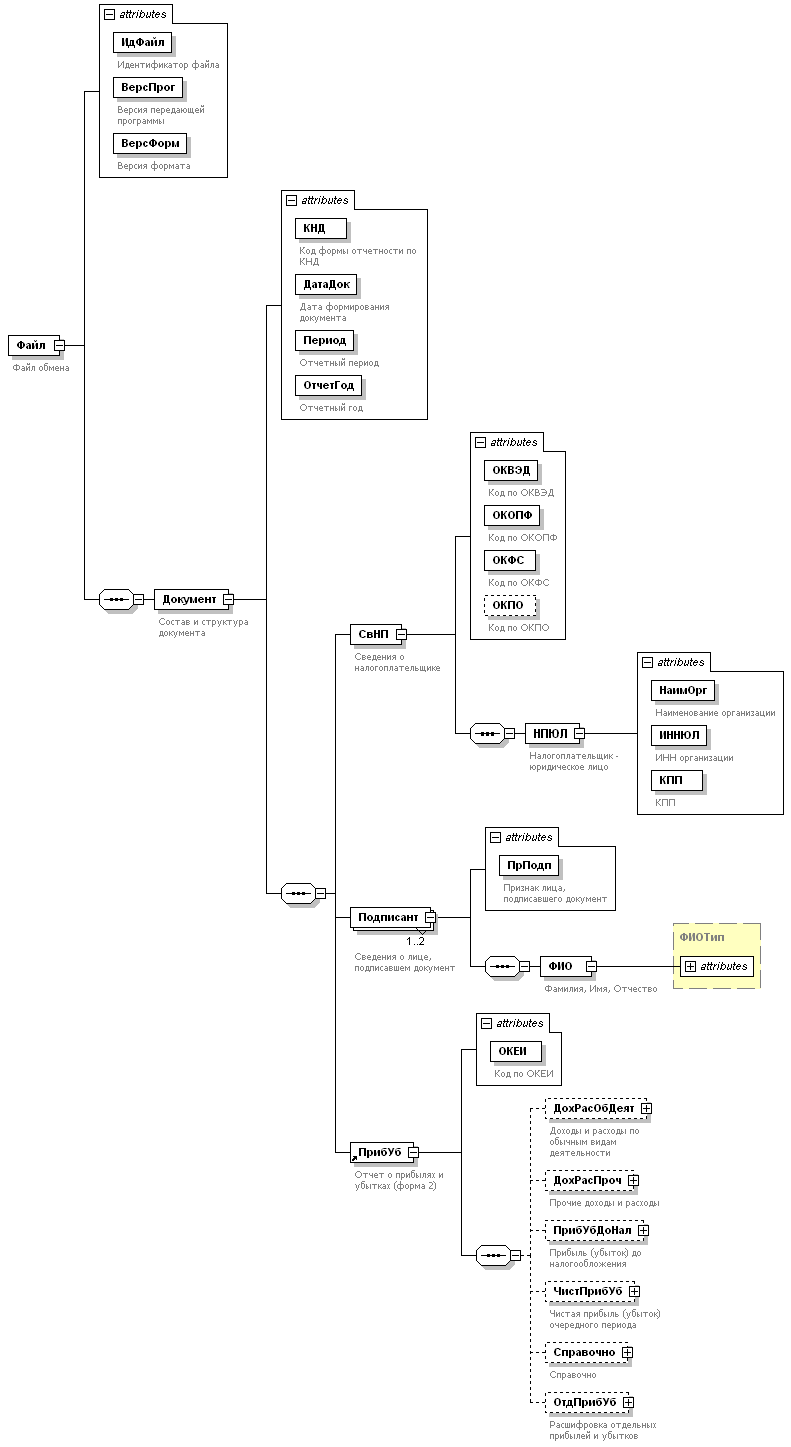 attributes
ИдФайл
Идентификатор файла
ВерсПрог
Версия передающей
программы
ВерсФорм
Версия формата
attributes
КНД
Код формы отчетности по
КНД
ДатаДок
Дата формирования
документа
Период
Отчетный период
ОтчетГод
Отчетный год
Файл
Файл обмена
attributes
ОКВЭД
Код по ОКВЭД
ОКОПФ
Код по ОКОПФ
ОКФС
Код по ОКФС
ОКПО
Код по ОКПО
Документ
Состав и структура
документа
СвНП
Сведения о
налогоплательщике
attributes
НаимОрг
Наименование организации
ИННЮЛ
ИНН организации
КПП
КПП
НПЮЛ
Налогоплательщик -
юридическое лицо
attributes
ПрПодп
Признак лица,
подписавшего документ
Подписант
1..2
Сведения о лице,
подписавшем документ
ФИОТип
attributes
ФИО
Фамилия, Имя, Отчество
attributes
ОКЕИ
Код по ОКЕИ
ПрибУб
Отчет о прибылях и
убытках (форма 2)
ДохРасОбДеят
Доходы и расходы по
обычным видам
деятельности
ДохРасПроч
Прочие доходы и расходы
ПрибУбДоНал
Прибыль (убыток) до
налогообложения
ЧистПрибУб
Чистая прибыль (убыток)
очередного периода
Справочно
Справочно
ОтдПрибУб
Расшифровка отдельных
прибылей и убытков